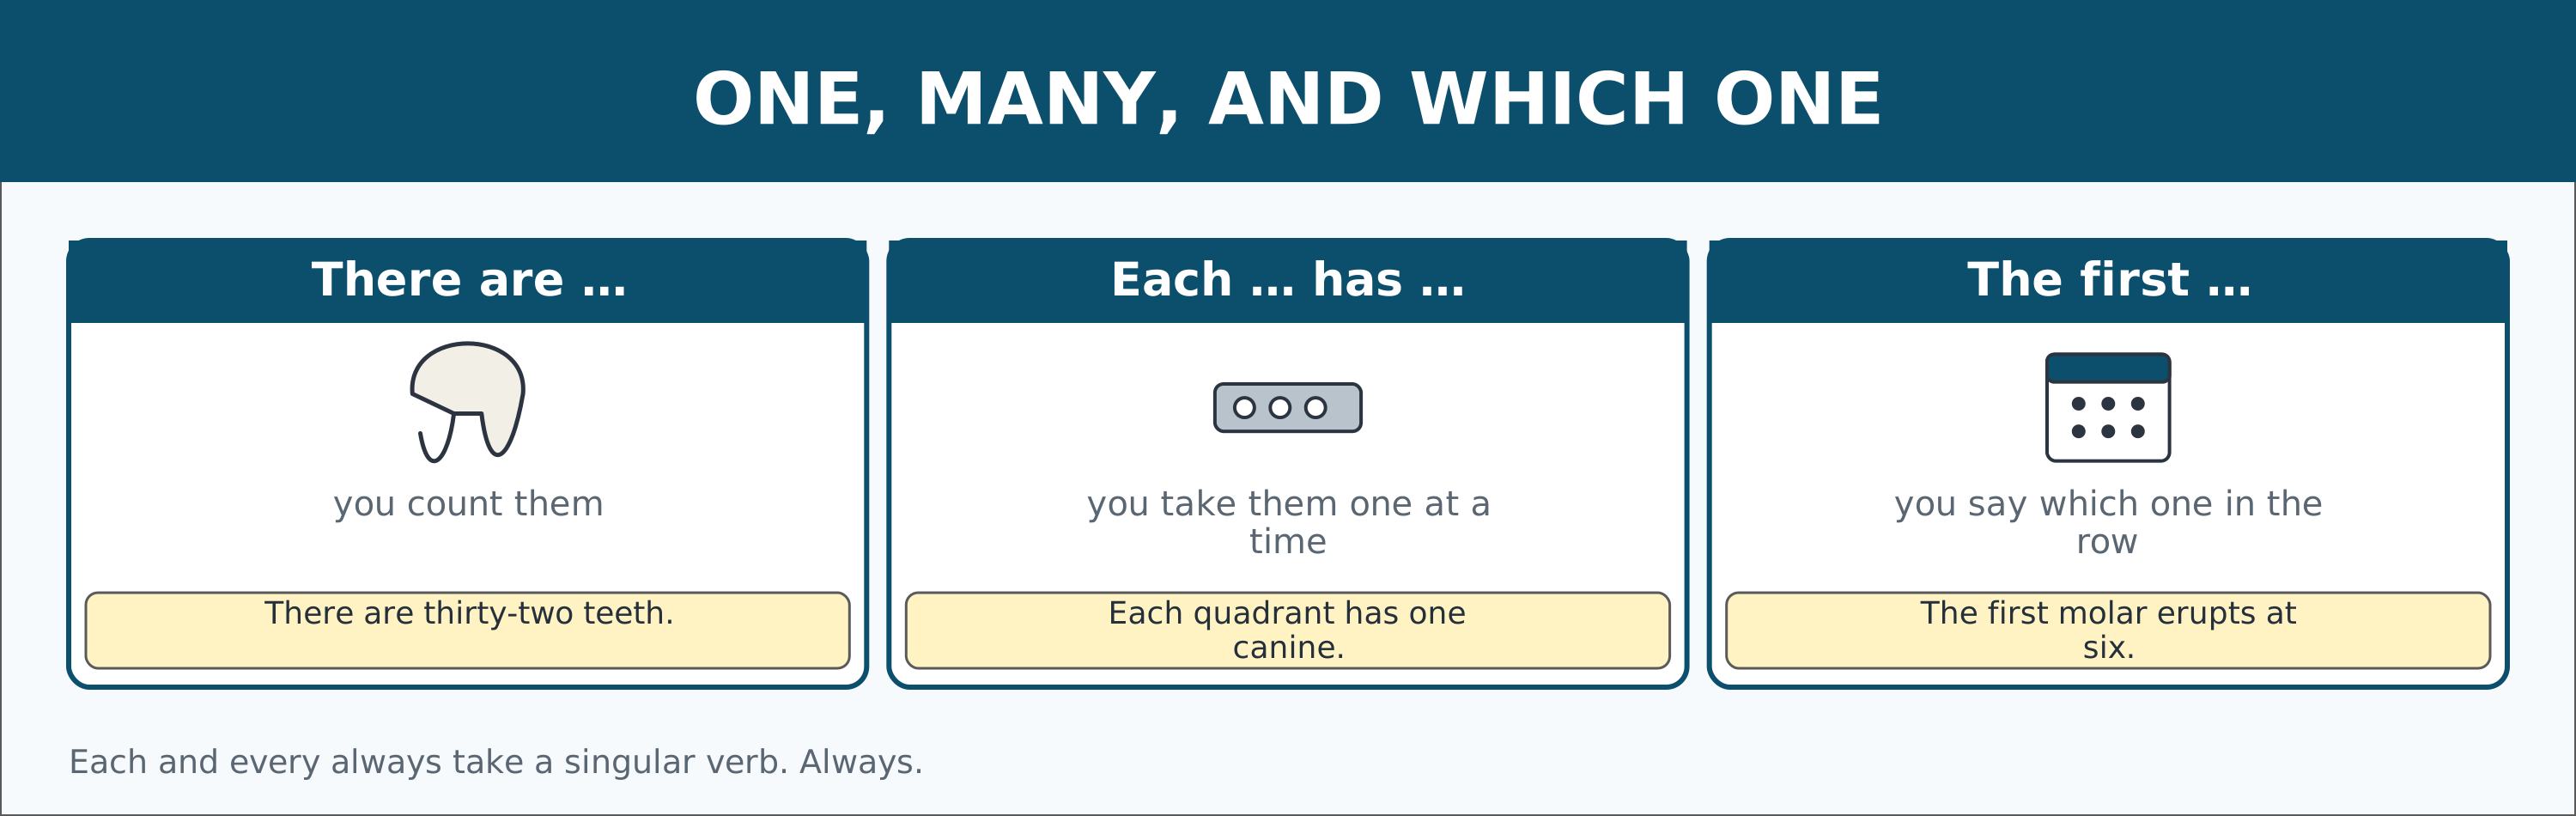 ONE, MANY, AND WHICH ONE
There are …
you count them
There are thirty-two teeth.
Each … has …
you take them one at a
time
Each quadrant has one
canine.
The first …
you say which one in the
row
The first molar erupts at
six.
Each and every always take a singular verb. Always.